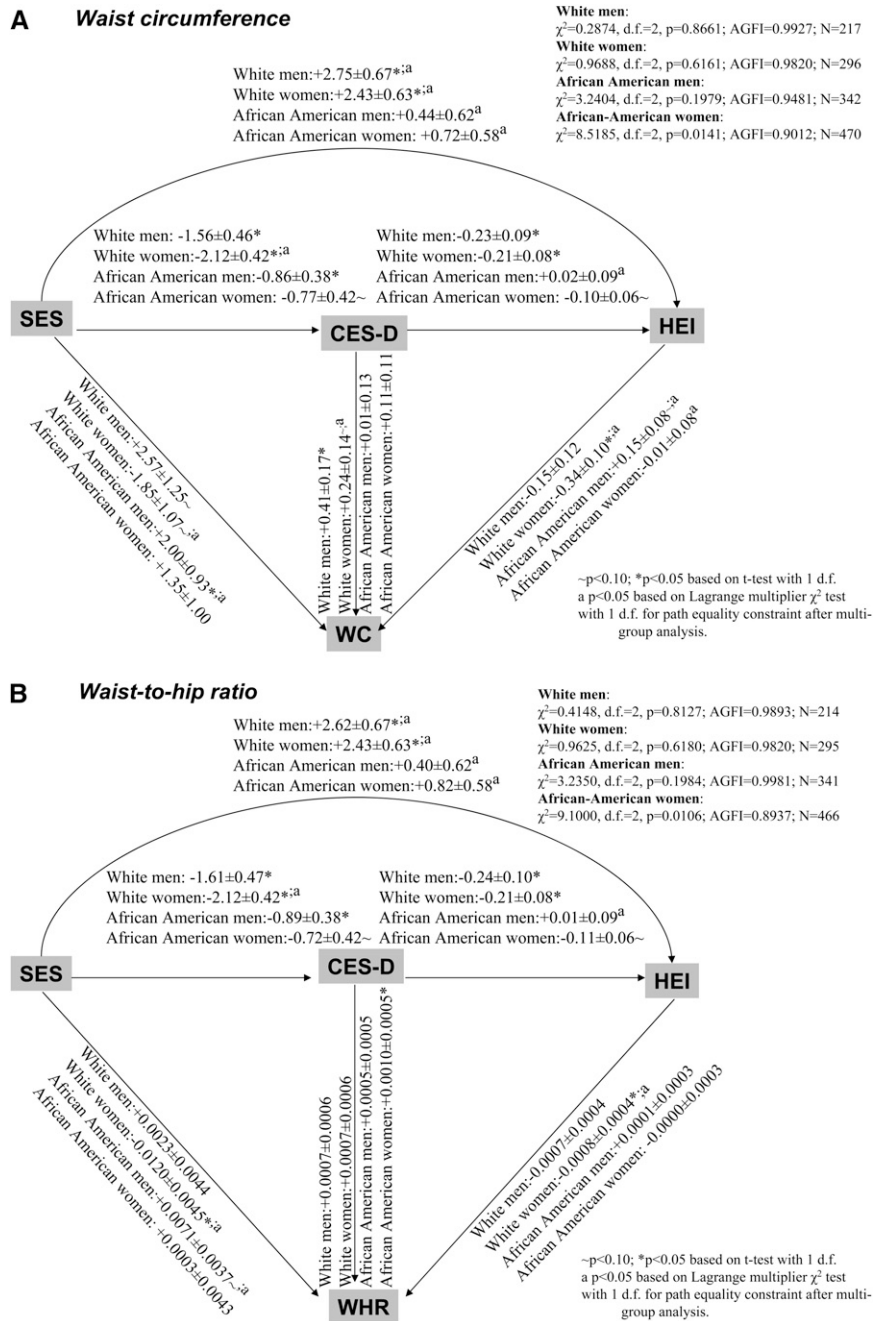 A Waist circumference
White men:
χ²=0.2874, d.f.=2, p=0.8661; AGFI=0.9927; N=217
White women:
χ²=0.9688, d.f.=2, p=0.6161; AGFI=0.9820; N=296
African American men:
χ²=3.2404, d.f.=2, p=0.1979; AGFI=0.9481; N=342
African-American women:
χ²=8.5185, d.f.=2, p=0.0141; AGFI=0.9012; N=470
White men:+2.75±0.67*;a
White women:+2.43±0.63*;a
African American men:+0.44±0.62a
African American women: +0.72±0.58a
White men: -1.56±0.46*
White women:-2.12±0.42*;a
African American men:-0.86±0.38*
African American women: -0.77±0.42~
White men:-0.23±0.09*
White women:-0.21±0.08*
African American men:+0.02±0.09a
African American women: -0.10±0.06~
SES
CES-D
HEI
White men:+2.57±1.25~
White women:-1.85±1.07~;a
African American men:+2.00±0.93*;a
African American women: +1.35±1.00
White men:+0.41±0.17*
White women:+0.24±0.14~;a
African American men:+0.01±0.13
African American women:+0.11±0.11
White men:-0.15±0.12
White women:-0.34±0.10*;a
African American men:+0.15±0.08~;a
African American women:-0.01±0.08a
WC
~p<0.10; *p<0.05 based on t-test with 1 d.f.
a p<0.05 based on Lagrange multiplier χ² test
with 1 d.f. for path equality constraint after multi-
group analysis.
B Waist-to-hip ratio
White men:
χ²=0.4148, d.f.=2, p=0.8127; AGFI=0.9893; N=214
White women:
χ²=0.9625, d.f.=2, p=0.6180; AGFI=0.9820; N=295
African American men:
χ²=3.2350, d.f.=2, p=0.1984; AGFI=0.9981; N=341
African-American women:
χ²=9.1000, d.f.=2, p=0.0106; AGFI=0.8937; N=466
White men:+2.62±0.67*;a
White women:+2.43±0.63*;a
African American men:+0.40±0.62a
African American women:+0.82±0.58a
White men: -1.61±0.47*
White women:-2.12±0.42*;a
African American men:-0.89±0.38*
African American women:-0.72±0.42~
White men:-0.24±0.10*
White women:-0.21±0.08*
African American men:+0.01±0.09a
African American women:-0.11±0.06~
SES
CES-D
HEI
White men:+0.0023±0.0044
White women:-0.0120±0.0045*;a
African American men:+0.0071±0.0037~;a
African American women: +0.0003±0.0043
White men:+0.0007±0.0006
White women:+0.0007±0.0006
African American men:+0.0005±0.0005
African American women:+0.0010±0.0005*
White men:-0.0007±0.0004
White women:-0.0008±0.0004*;a
African American men:+0.0001±0.0003
African American women: -0.0000±0.0003
WHR
~p<0.10; *p<0.05 based on t-test with 1 d.f.
a p<0.05 based on Lagrange multiplier χ² test
with 1 d.f. for path equality constraint after multi-
group analysis.